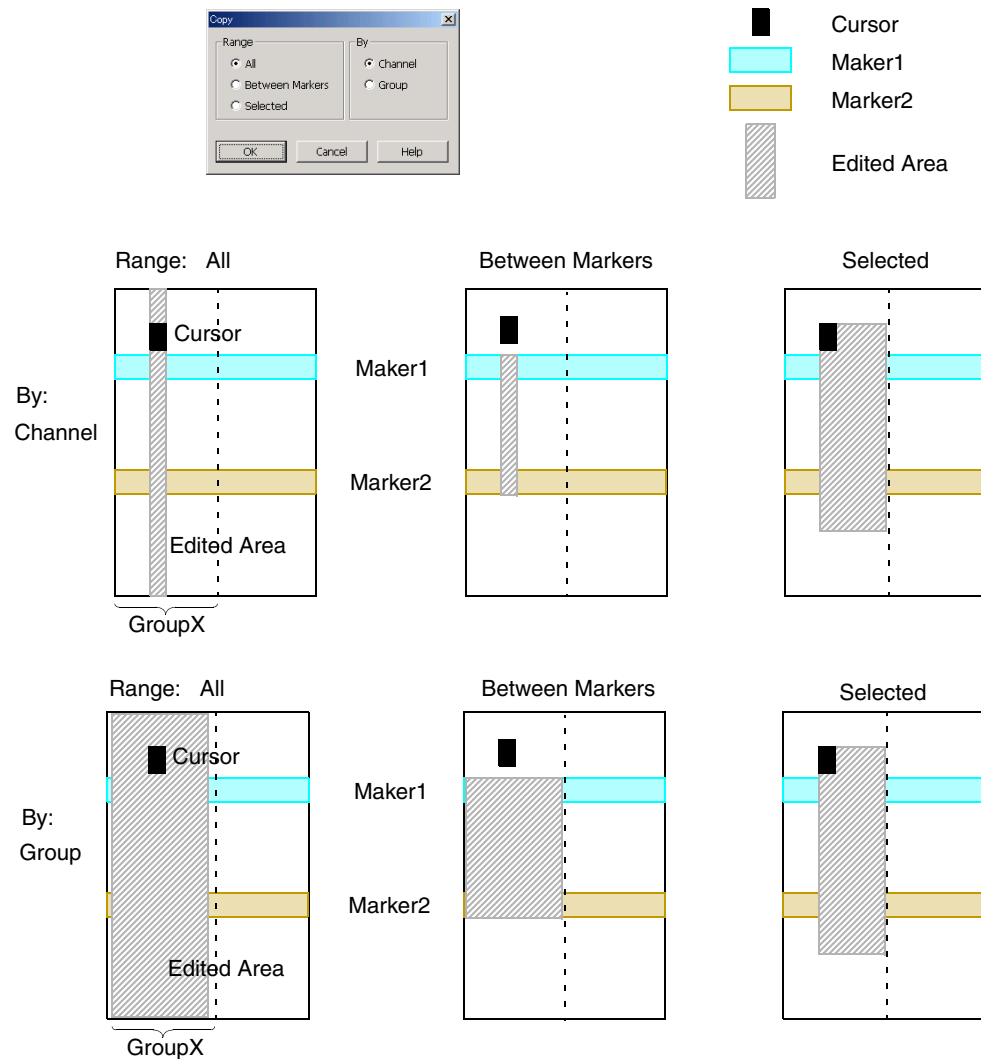 Copy
Range
All
Between Markers
Selected
By
Channel
Group
OK
Cancel
Help
Cursor
Maker1
Marker2
Edited Area
Range: All
Between Markers
Selected
Cursor
Maker1
By:
Channel
Marker2
Edited Area
GroupX
Range: All
Between Markers
Selected
Cursor
Maker1
By:
Group
Marker2
Edited Area
GroupX